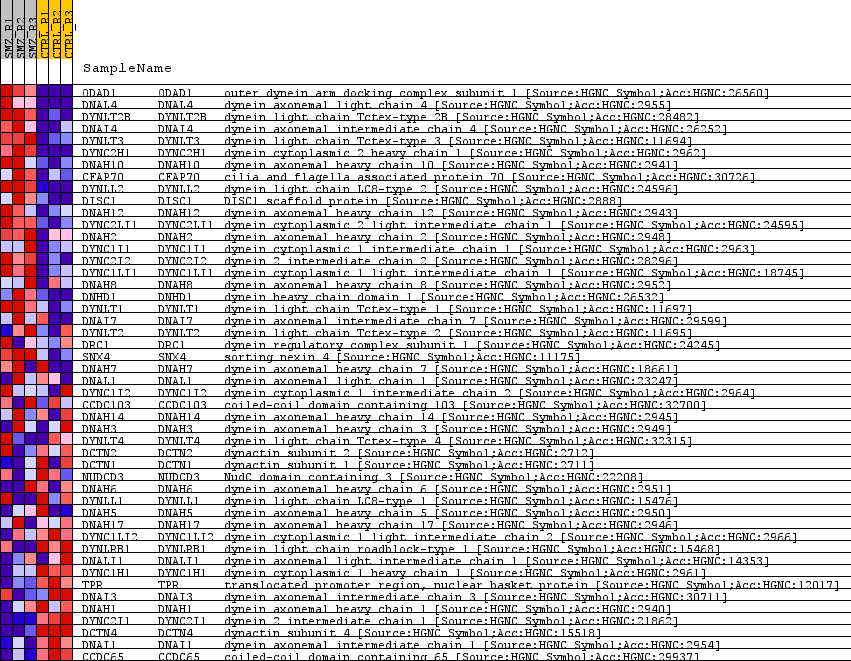 SMZ_R1
SMZ_R2
SMZ_R3
CTRL_R1
CTRL_R2
CTRL_R3
SampleName
ODAD1 ODAD1 outer dynein arm docking complex subunit 1 [Source:HGNC Symbol;Acc:HGNC:26560]
DNAL4 DNAL4 dynein axonemal light chain 4 [Source:HGNC Symbol;Acc:HGNC:2955]
DYNLT2B DYNLT2B dynein light chain Tctex-type 2B [Source:HGNC Symbol;Acc:HGNC:28482]
DNAI4 DNAI4 dynein axonemal intermediate chain 4 [Source:HGNC Symbol;Acc:HGNC:26252]
DYNLT3 DYNLT3 dynein light chain Tctex-type 3 [Source:HGNC Symbol;Acc:HGNC:11694]
DYNC2H1 DYNC2H1 dynein cytoplasmic 2 heavy chain 1 [Source:HGNC Symbol;Acc:HGNC:2962]
DNAH10 DNAH10 dynein axonemal heavy chain 10 [Source:HGNC Symbol;Acc:HGNC:2941]
CFAP70 CFAP70 cilia and flagella associated protein 70 [Source:HGNC Symbol;Acc:HGNC:30726]
DYNLL2 DYNLL2 dynein light chain LC8-type 2 [Source:HGNC Symbol;Acc:HGNC:24596]
DISC1 DISC1 DISC1 scaffold protein [Source:HGNC Symbol;Acc:HGNC:2888]
DNAH12 DNAH12 dynein axonemal heavy chain 12 [Source:HGNC Symbol;Acc:HGNC:2943]
DYNC2LI1 DYNC2LI1 dynein cytoplasmic 2 light intermediate chain 1 [Source:HGNC Symbol;Acc:HGNC:24595]
DNAH2 DNAH2 dynein axonemal heavy chain 2 [Source:HGNC Symbol;Acc:HGNC:2948]
DYNC1I1 DYNC1I1 dynein cytoplasmic 1 intermediate chain 1 [Source:HGNC Symbol;Acc:HGNC:2963]
DYNC2I2 DYNC2I2 dynein 2 intermediate chain 2 [Source:HGNC Symbol;Acc:HGNC:28296]
DYNC1LI1 DYNC1LI1 dynein cytoplasmic 1 light intermediate chain 1 [Source:HGNC Symbol;Acc:HGNC:18745]
DNAH8 DNAH8 dynein axonemal heavy chain 8 [Source:HGNC Symbol;Acc:HGNC:2952]
DNHD1 DNHD1 dynein heavy chain domain 1 [Source:HGNC Symbol;Acc:HGNC:26532]
DYNLT1 DYNLT1 dynein light chain Tctex-type 1 [Source:HGNC Symbol;Acc:HGNC:11697]
DNAI7 DNAI7 dynein axonemal intermediate chain 7 [Source:HGNC Symbol;Acc:HGNC:29599]
DYNLT2 DYNLT2 dynein light chain Tctex-type 2 [Source:HGNC Symbol;Acc:HGNC:11695]
DRC1 DRC1 dynein regulatory complex subunit 1 [Source:HGNC Symbol;Acc:HGNC:24245]
SNX4 SNX4 sorting nexin 4 [Source:HGNC Symbol;Acc:HGNC:11175]
DNAH7 DNAH7 dynein axonemal heavy chain 7 [Source:HGNC Symbol;Acc:HGNC:18661]
DNAL1 DNAL1 dynein axonemal light chain 1 [Source:HGNC Symbol;Acc:HGNC:23247]
DYNC1I2 DYNC1I2 dynein cytoplasmic 1 intermediate chain 2 [Source:HGNC Symbol;Acc:HGNC:2964]
CCDC103 CCDC103 coiled-coil domain containing 103 [Source:HGNC Symbol;Acc:HGNC:32700]
DNAH14 DNAH14 dynein axonemal heavy chain 14 [Source:HGNC Symbol;Acc:HGNC:2945]
DNAH3 DNAH3 dynein axonemal heavy chain 3 [Source:HGNC Symbol;Acc:HGNC:2949]
DYNLT4 DYNLT4 dynein light chain Tctex-type 4 [Source:HGNC Symbol;Acc:HGNC:32315]
DCTN2 DCTN2 dynactin subunit 2 [Source:HGNC Symbol;Acc:HGNC:2712]
DCTN1 DCTN1 dynactin subunit 1 [Source:HGNC Symbol;Acc:HGNC:2711]
NUDCD3 NUDCD3 NudC domain containing 3 [Source:HGNC Symbol;Acc:HGNC:22208]
DNAH6 DNAH6 dynein axonemal heavy chain 6 [Source:HGNC Symbol;Acc:HGNC:2951]
DYNLL1 DYNLL1 dynein light chain LC8-type 1 [Source:HGNC Symbol;Acc:HGNC:15476]
DNAH5 DNAH5 dynein axonemal heavy chain 5 [Source:HGNC Symbol;Acc:HGNC:2950]
DNAH17 DNAH17 dynein axonemal heavy chain 17 [Source:HGNC Symbol;Acc:HGNC:2946]
DYNC1LI2 DYNC1LI2 dynein cytoplasmic 1 light intermediate chain 2 [Source:HGNC Symbol;Acc:HGNC:2966]
DYNLRB1 DYNLRB1 dynein light chain roadblock-type 1 [Source:HGNC Symbol;Acc:HGNC:15468]
DNALI1 DNALI1 dynein axonemal light intermediate chain 1 [Source:HGNC Symbol;Acc:HGNC:14353]
DYNC1H1 DYNC1H1 dynein cytoplasmic 1 heavy chain 1 [Source:HGNC Symbol;Acc:HGNC:2961]
TPR TPR translocated promoter region, nuclear basket protein [Source:HGNC Symbol;Acc:HGNC:12017]
DNAI3 DNAI3 dynein axonemal intermediate chain 3 [Source:HGNC Symbol;Acc:HGNC:30711]
DNAH1 DNAH1 dynein axonemal heavy chain 1 [Source:HGNC Symbol;Acc:HGNC:2940]
DYNC2I1 DYNC2I1 dynein 2 intermediate chain 1 [Source:HGNC Symbol;Acc:HGNC:21862]
DCTN4 DCTN4 dynactin subunit 4 [Source:HGNC Symbol;Acc:HGNC:15518]
DNAI1 DNAI1 dynein axonemal intermediate chain 1 [Source:HGNC Symbol;Acc:HGNC:2954]
CCDC65 CCDC65 coiled-coil domain containing 65 [Source:HGNC Symbol;Acc:HGNC:29937]